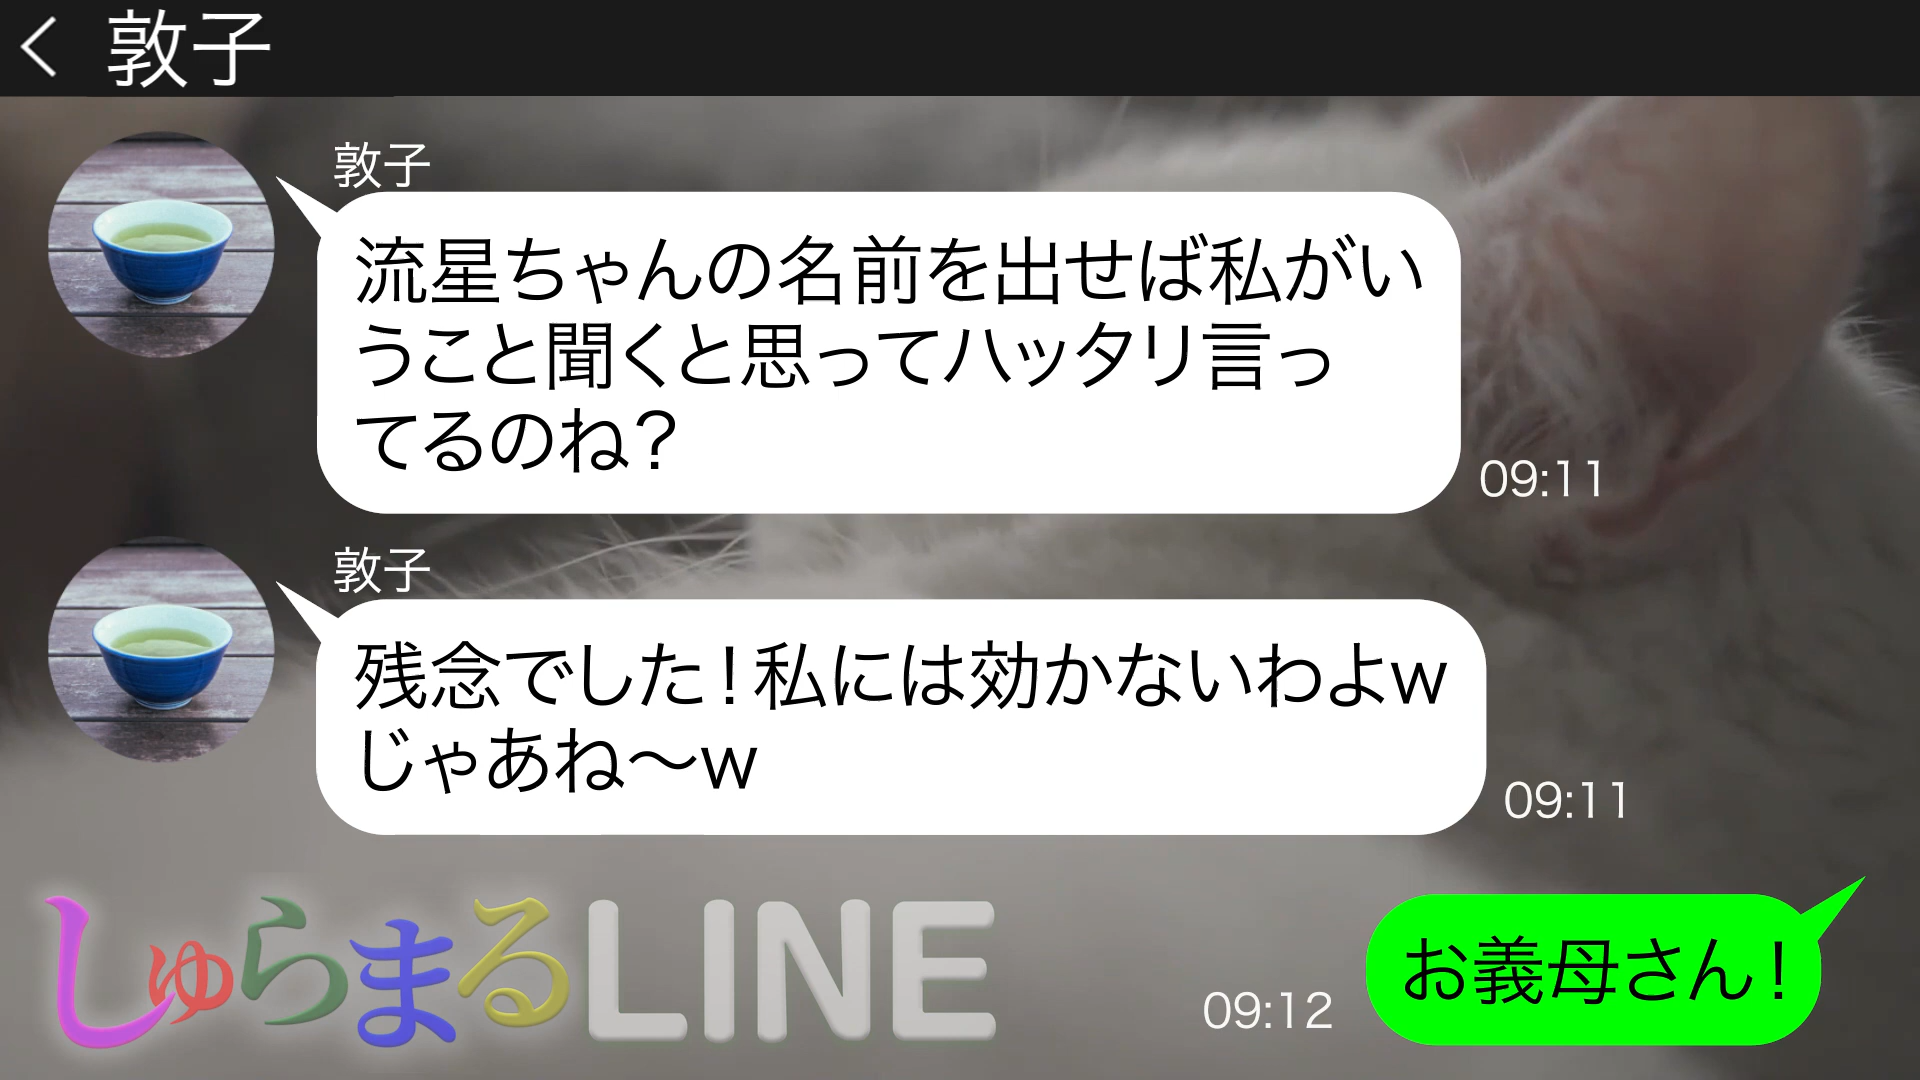 敦子
敦子
流星ちゃんの名前を出せば私がい
うこと聞くと思ってハッタリ言っ
てるのね？
09:11
敦子
残念でした！私には効かないわよw
じゃあね〜w
09:11
お義母さん！
09:12
しゅらまるLINE